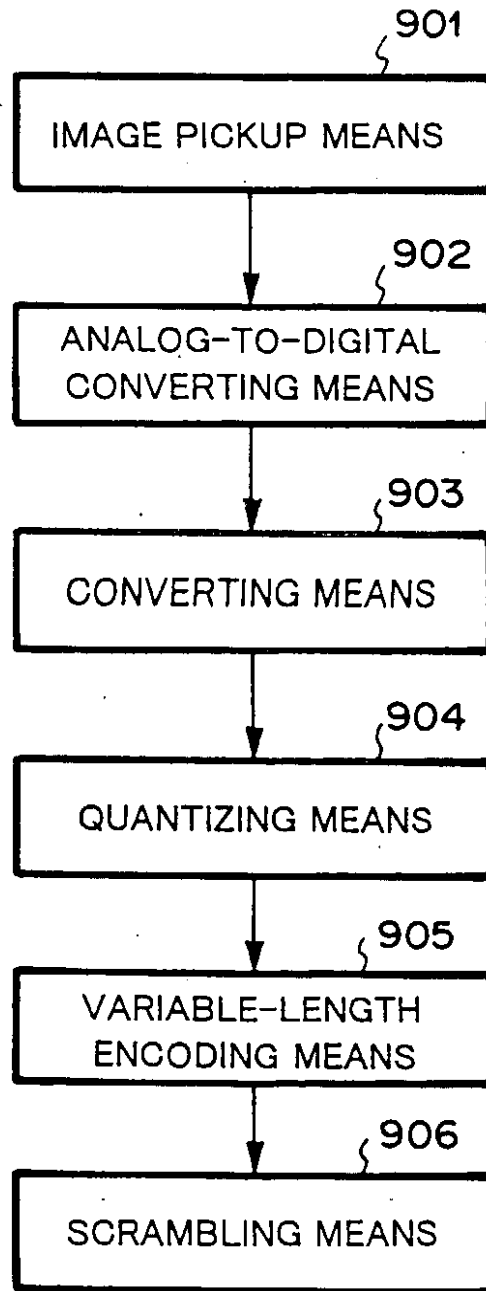 901
IMAGE PICKUP MEANS
902
ANALOG-TO-DIGITAL
CONVERTING MEANS
903
CONVERTING MEANS
904
QUANTIZING MEANS
905
VARIABLE-LENGTH
ENCODING MEANS
906
SCRAMBLING MEANS